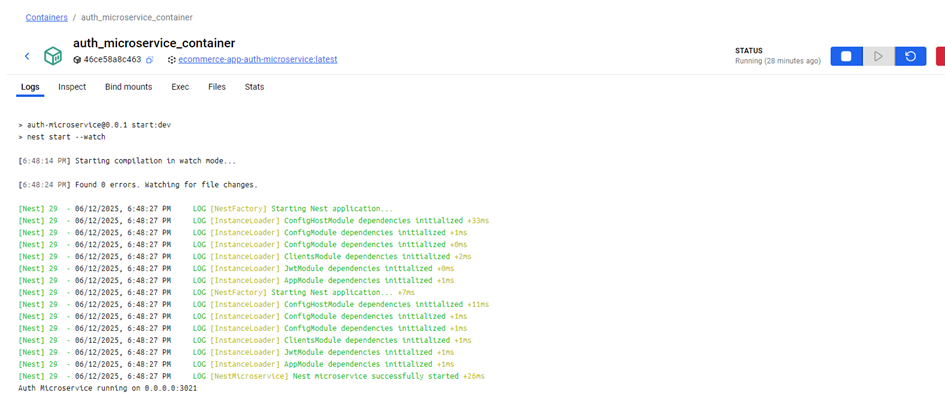 Containers / auth_microservice_container
auth_microservice_container
46ce58a8c463 ecommerce-app-auth-microservice:latest
STATUS
Running (28 minutes ago)
Logs Inspect Bind mounts Exec Files Stats
> auth-microservice@0.0.1 start:dev
> nest start --watch
[6:48:14 PM] Starting compilation in watch mode...
[6:48:24 PM] Found 0 errors. Watching for file changes.
[Nest] 29 - 06/12/2025, 6:48:27 PM LOG [NestFactory] Starting Nest application...
[Nest] 29 - 06/12/2025, 6:48:27 PM LOG [InstanceLoader] ConfigHostModule dependencies initialized +33ms
[Nest] 29 - 06/12/2025, 6:48:27 PM LOG [InstanceLoader] ConfigModule dependencies initialized +1ms
[Nest] 29 - 06/12/2025, 6:48:27 PM LOG [InstanceLoader] ConfigModule dependencies initialized +0ms
[Nest] 29 - 06/12/2025, 6:48:27 PM LOG [InstanceLoader] ClientsModule dependencies initialized +2ms
[Nest] 29 - 06/12/2025, 6:48:27 PM LOG [InstanceLoader] JwtModule dependencies initialized +0ms
[Nest] 29 - 06/12/2025, 6:48:27 PM LOG [InstanceLoader] AppModule dependencies initialized +1ms
[Nest] 29 - 06/12/2025, 6:48:27 PM LOG [NestFactory] Starting Nest application... +7ms
[Nest] 29 - 06/12/2025, 6:48:27 PM LOG [InstanceLoader] ConfigHostModule dependencies initialized +11ms
[Nest] 29 - 06/12/2025, 6:48:27 PM LOG [InstanceLoader] ConfigModule dependencies initialized +1ms
[Nest] 29 - 06/12/2025, 6:48:27 PM LOG [InstanceLoader] ConfigModule dependencies initialized +1ms
[Nest] 29 - 06/12/2025, 6:48:27 PM LOG [InstanceLoader] ClientsModule dependencies initialized +1ms
[Nest] 29 - 06/12/2025, 6:48:27 PM LOG [InstanceLoader] JwtModule dependencies initialized +1ms
[Nest] 29 - 06/12/2025, 6:48:27 PM LOG [InstanceLoader] AppModule dependencies initialized +1ms
[Nest] 29 - 06/12/2025, 6:48:27 PM LOG [NestMicroservice] Nest microservice successfully started +26ms
Auth Microservice running on 0.0.0.0:3021